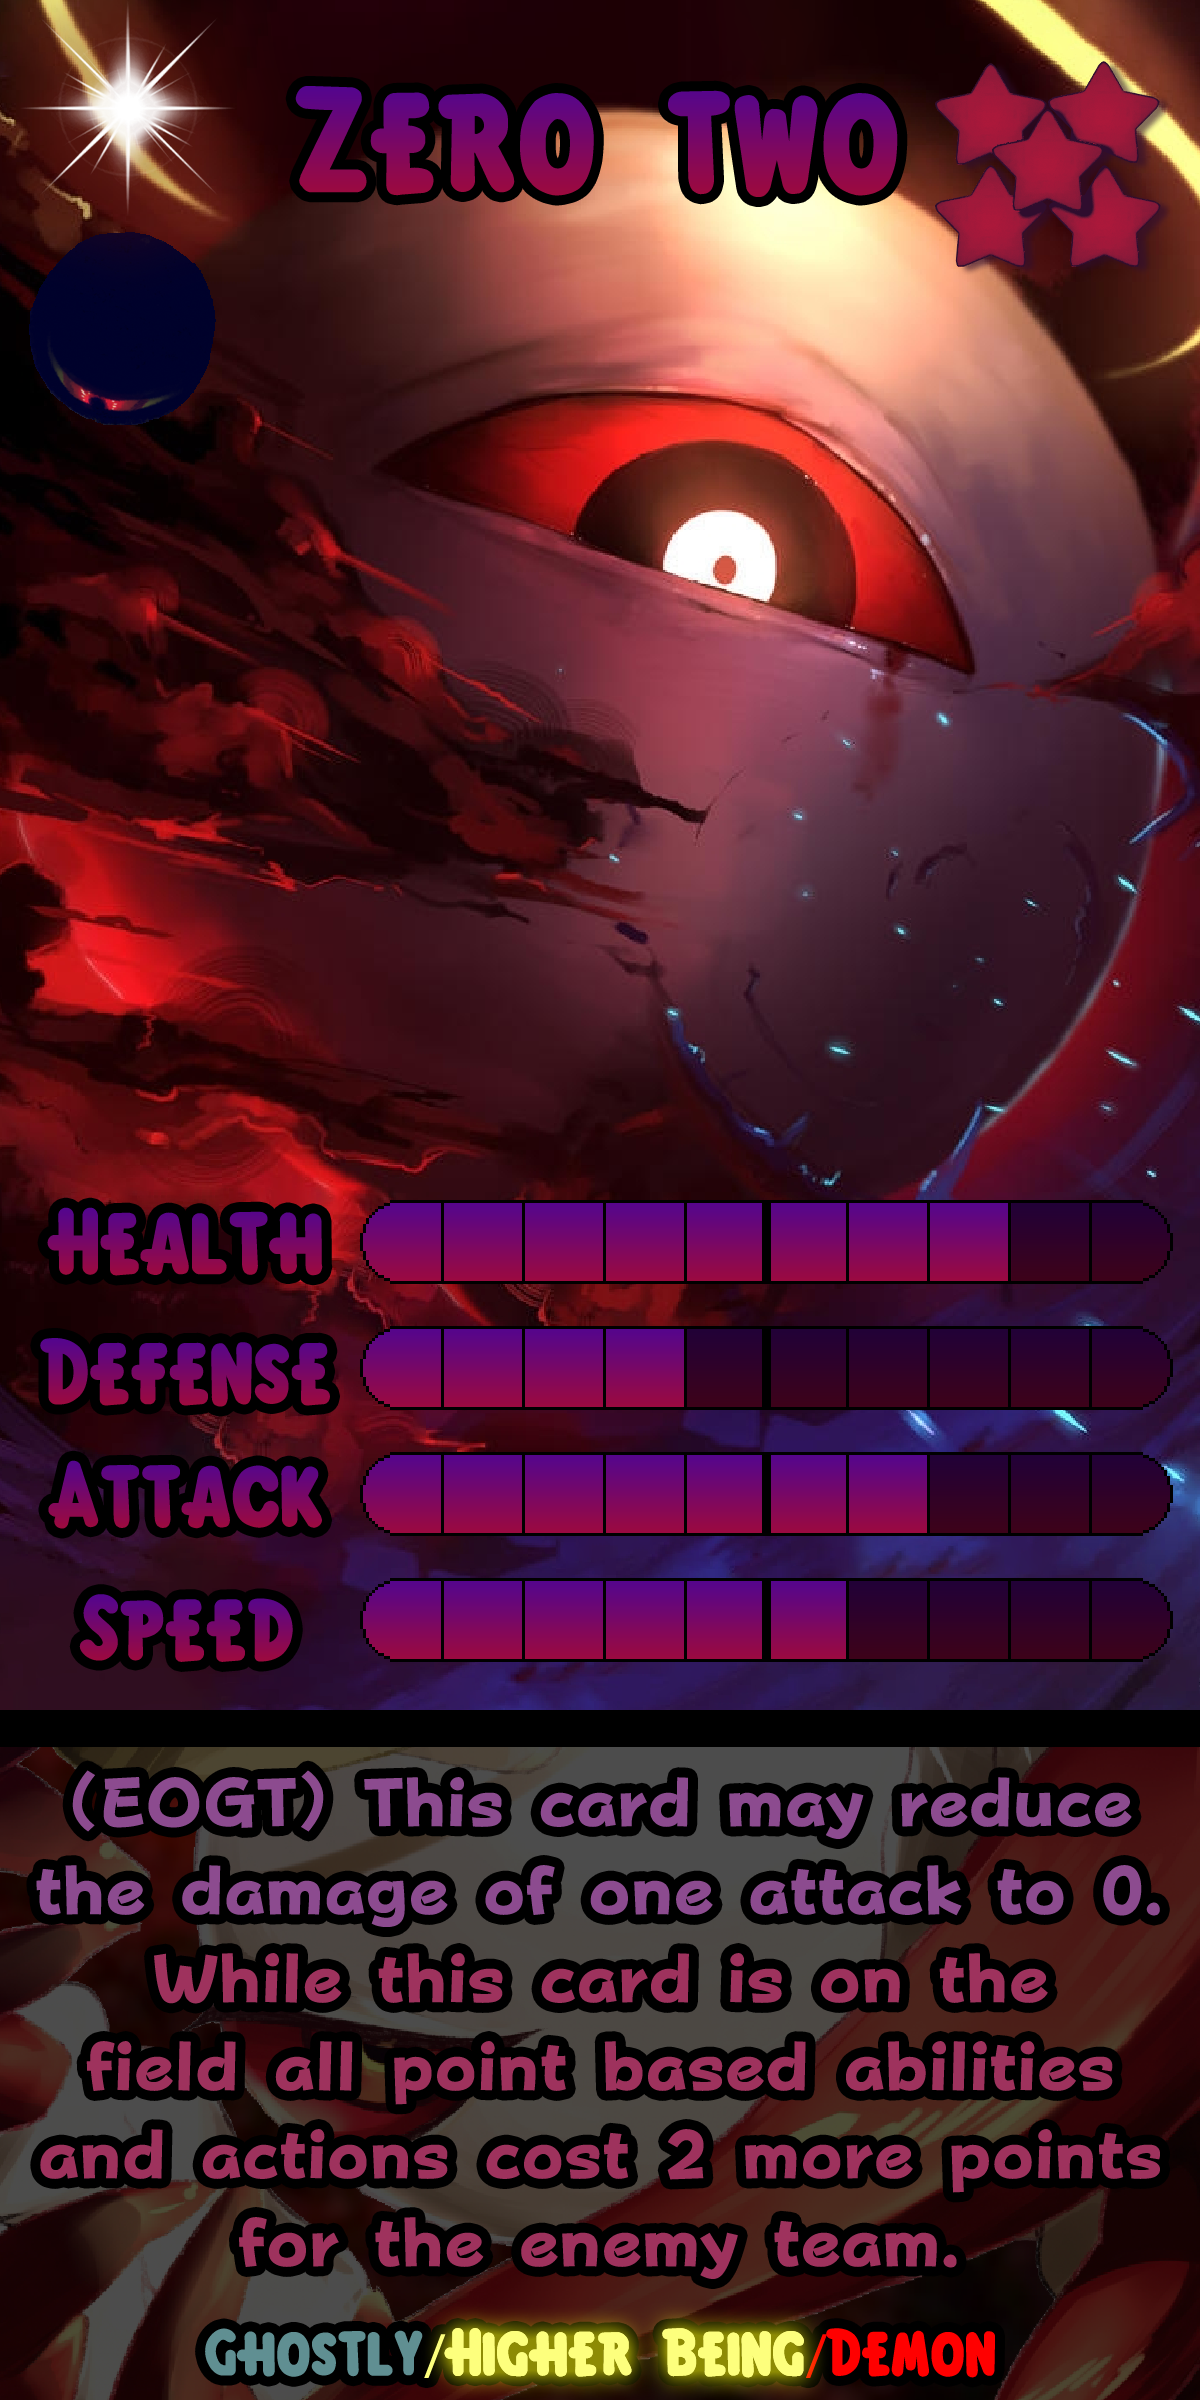 Zero Two
Health
Defense
Attack
Speed
(EOGT) This card may reduce
the damage of one attack to 0.
While this card is on the
field all point based abilities
and actions cost 2 more points
for the enemy team.
Ghostly/Higher Being/Demon